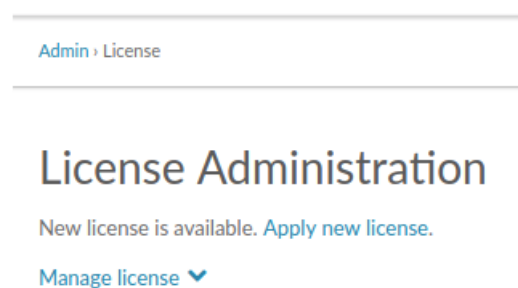 Admin › License
License Administration
New license is available. Apply new license.
Manage license